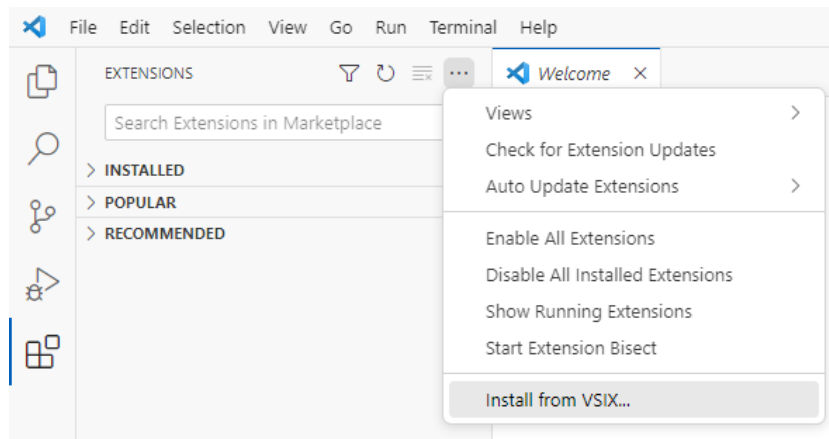 File Edit Selection View Go Run Terminal Help
EXTENSIONS
Welcome
Search Extensions in Marketplace
INSTALLED
POPULAR
RECOMMENDED
Views
Check for Extension Updates
Auto Update Extensions
Enable All Extensions
Disable All Installed Extensions
Show Running Extensions
Start Extension Bisect
Install from VSIX...